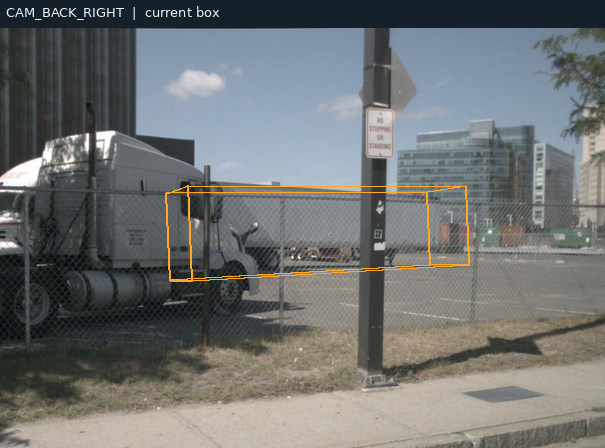 CAM_BACK_RIGHT | current box
NO
STOPPING
OR
STANDING